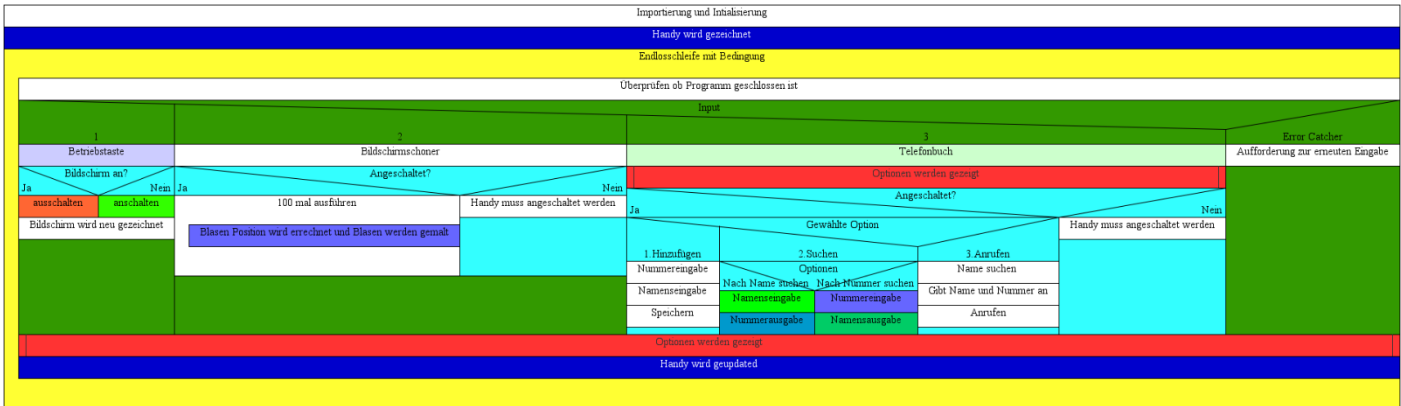 Importierung und Intialisierung
Handy wird gezeichnet
Endlosschleife mit Bedingung
Überprüfen ob Programm geschlossen ist
Input
1
2
3
Error Catcher
Betriebstaste
Bildschirmschoner
Telefonbuch
Aufforderung zur erneuten Eingabe
Bildschirm an?
Ja
Nein
Angeschaltet?
Ja
Nein
Optionen werden gezeigt
ausschalten
anschalten
100 mal ausführen
Handy muss angeschaltet werden
Angeschaltet?
Ja
Nein
Bildschirm wird neu gezeichnet
Blasen Position wird errechnet und Blasen werden gemalt
Gewählte Option
Handy muss angeschaltet werden
1.Hinzufügen
2.Suchen
3.Anrufen
Nummereingabe
Optionen
Name suchen
Nach Name suchen
Nach Nummer suchen
Namenseingabe
Namenseingabe
Nummereingabe
Gibt Name und Nummer an
Speichern
Nummerausgabe
Namensausgabe
Anrufen
Optionen werden gezeigt
Handy wird geupdated